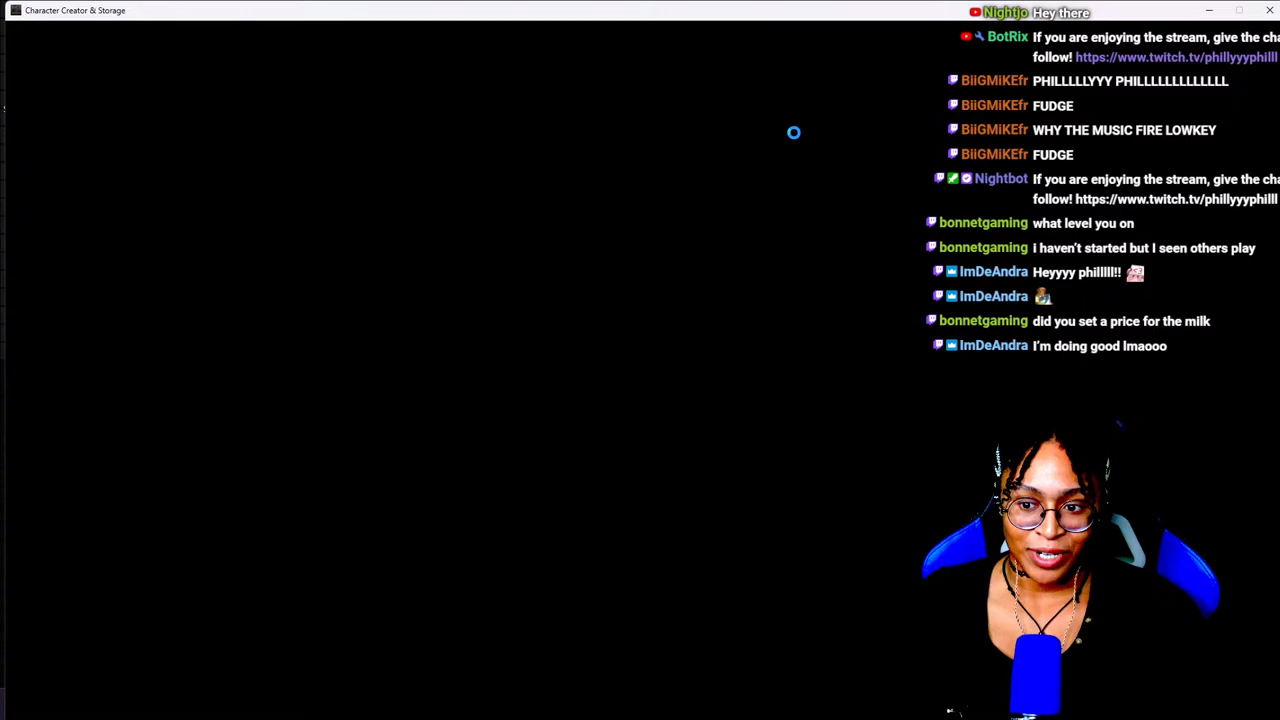 Character Creator & Storage
Nightjo Hey there
BotRix If you are enjoying the stream, give the cha
follow! https://www.twitch.tv/phillyyyphilll
BiiGMiKEfr PHILLLLLYYY PHILLLLLLLLLLLLL
BiiGMiKEfr FUDGE
BiiGMiKEfr WHY THE MUSIC FIRE LOWKEY
BiiGMiKEfr FUDGE
Nightbot If you are enjoying the stream, give the cha
follow! https://www.twitch.tv/phillyyyphilll
bonnetgaming what level you on
bonnetgaming i haven't started but I seen others play
ImDeAndra Heyyyy philllll!!
ImDeAndra
bonnetgaming did you set a price for the milk
ImDeAndra I'm doing good lmaooo